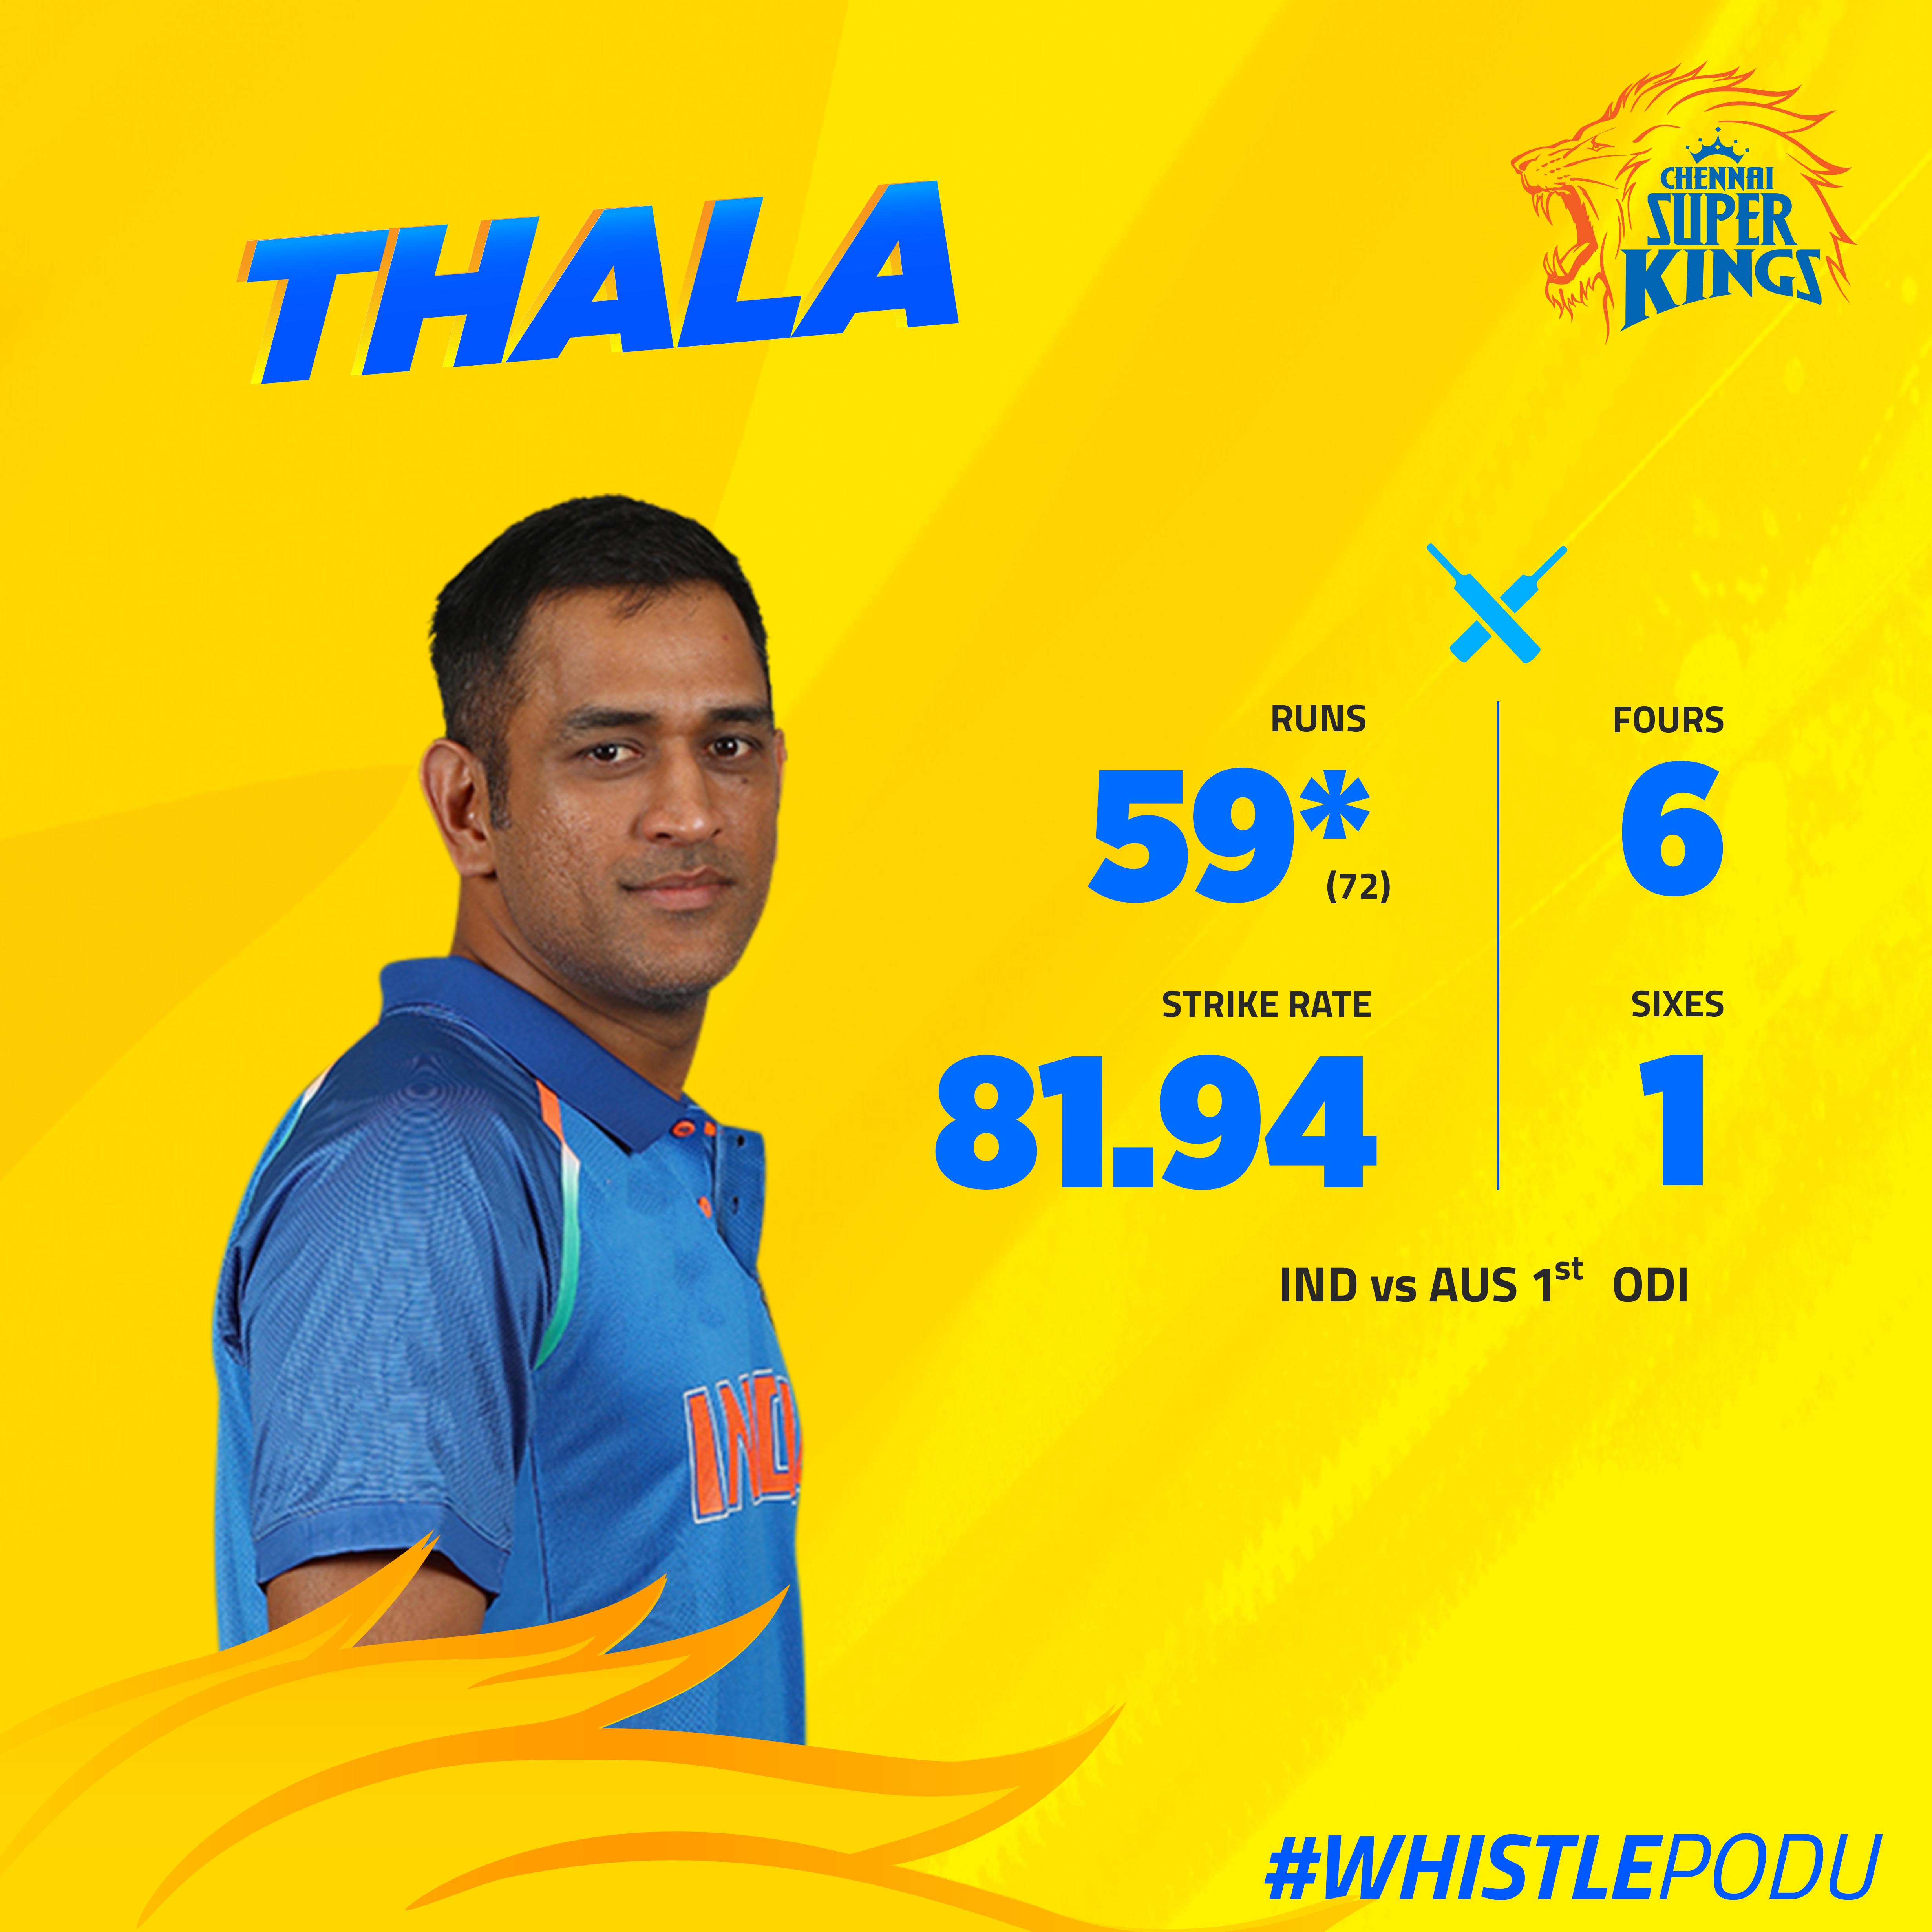 THALA
CHENNAI
SUPER
KINGS
RUNS
59*
(72)
FOURS
6
STRIKE RATE
81.94
SIXES
1
IND vs AUS 1st ODI
INDI
#WHISTLEPODU